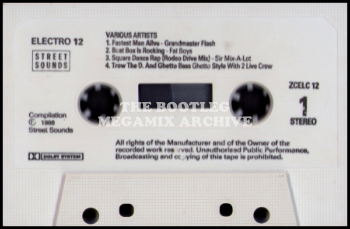 ELECTRO 12
VARIOUS ARTISTS
STREET
SOUNDS
1. Fastest Man Alive - Grandmaster Flash
2. Beat Box Is Rocking - Fat Boys
3. Square Dance Rap (Rodeo Drive Mix) - Sir Mix-A-Lot
4. Trow The D. And Ghetto Bass Ghetto Style With 2 Live Crew
ZCELC 12
1
STEREO
THE BOOTLEG
MEGAMIX ARCHIVE
Compilation
Ⓟ 1986
Street Sounds
DOLBY SYSTEM
All rights of the Manufacturer and of the Owner of the
recorded work reserved. Unauthorised Public Performance,
Broadcasting and copying of this tape is prohibited.